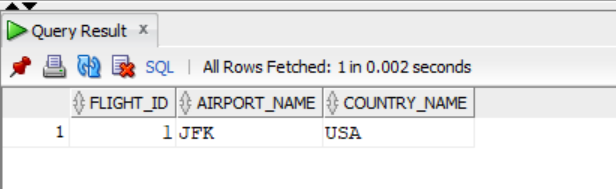 Query Result x
SQL | All Rows Fetched: 1 in 0.002 seconds
FLIGHT_ID AIRPORT_NAME COUNTRY_NAME
1 1 JFK USA